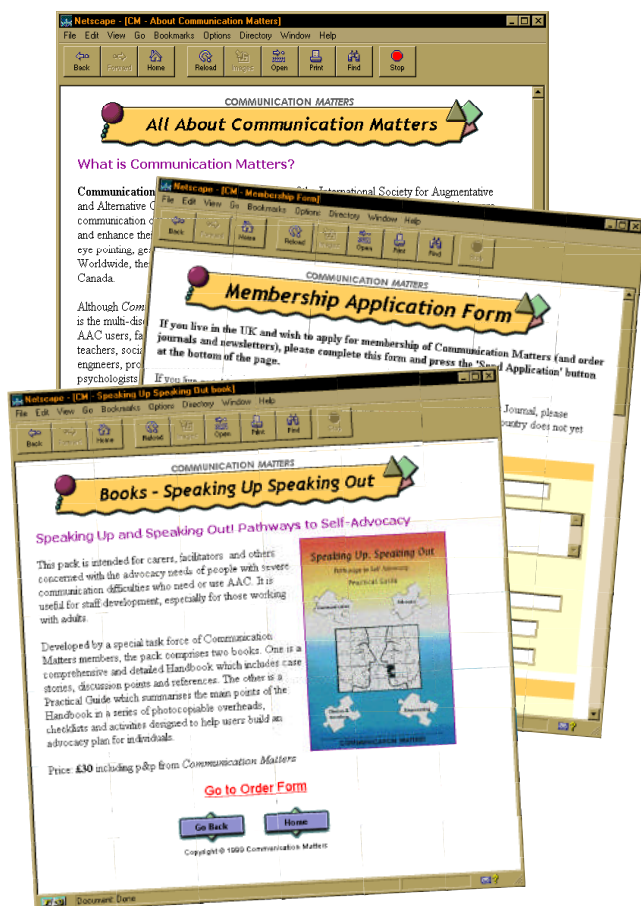 Netscape - [CM - About Communication Matters]
File Edit View Go Bookmarks Options Directory Window Help
Back Forward Home Reload Images Open Print Find Stop
COMMUNICATION MATTERS
All About Communication Matters
What is Communication Matters?
Communication
and Alternative
communication
and enhance
eye pointing,
Worldwide, the
Canada.
Although
is the
AAC users,
teachers,
engineers,
psychologists
International Society for Augmentative
Netscape - [CM - Membership Form]
File Edit View Go Bookmarks Options Directory Window Help
Back Forward Home Reload Images Open Print Find Stop
COMMUNICATION MATTERS
Membership Application Form
If you live in the UK and wish to apply for membership of Communication Matters (and order
journals and newsletters), please complete this form and press the 'Send Application' button
at the bottom of the page.
If you live
Journal, please
does not yet
Netscape - [CM - Speaking Up Speaking Out book]
File Edit View Go Bookmarks Options Directory Window Help
Back Forward Home Reload Images Open Print Find Stop
COMMUNICATION MATTERS
Books - Speaking Up Speaking Out
Speaking Up and Speaking Out! Pathways to Self-Advocacy
This pack is intended for carers, facilitators and others
concerned with the advocacy needs of people with severe
communication difficulties who need or use AAC. It is
useful for staff development, especially for those working
with adults.
Developed by a special task force of Communication
Matters members, the pack comprises two books. One is a
comprehensive and detailed Handbook which includes case
stories, discussion points and references. The other is a
Practical Guide which summarises the main points of the
Handbook in a series of photocopiable overheads,
checklists and activities designed to help users build an
advocacy plan for individuals.
Price: £30 including p&p from Communication Matters
Speaking Up, Speaking Out
Pathways to Self Advocacy
Practical Guide
Communication
Advocacy
Empowering
COMMUNICATION MATTERS
Go to Order Form
Go Back Home
Copyright © 1999 Communication Matters
Document: Done